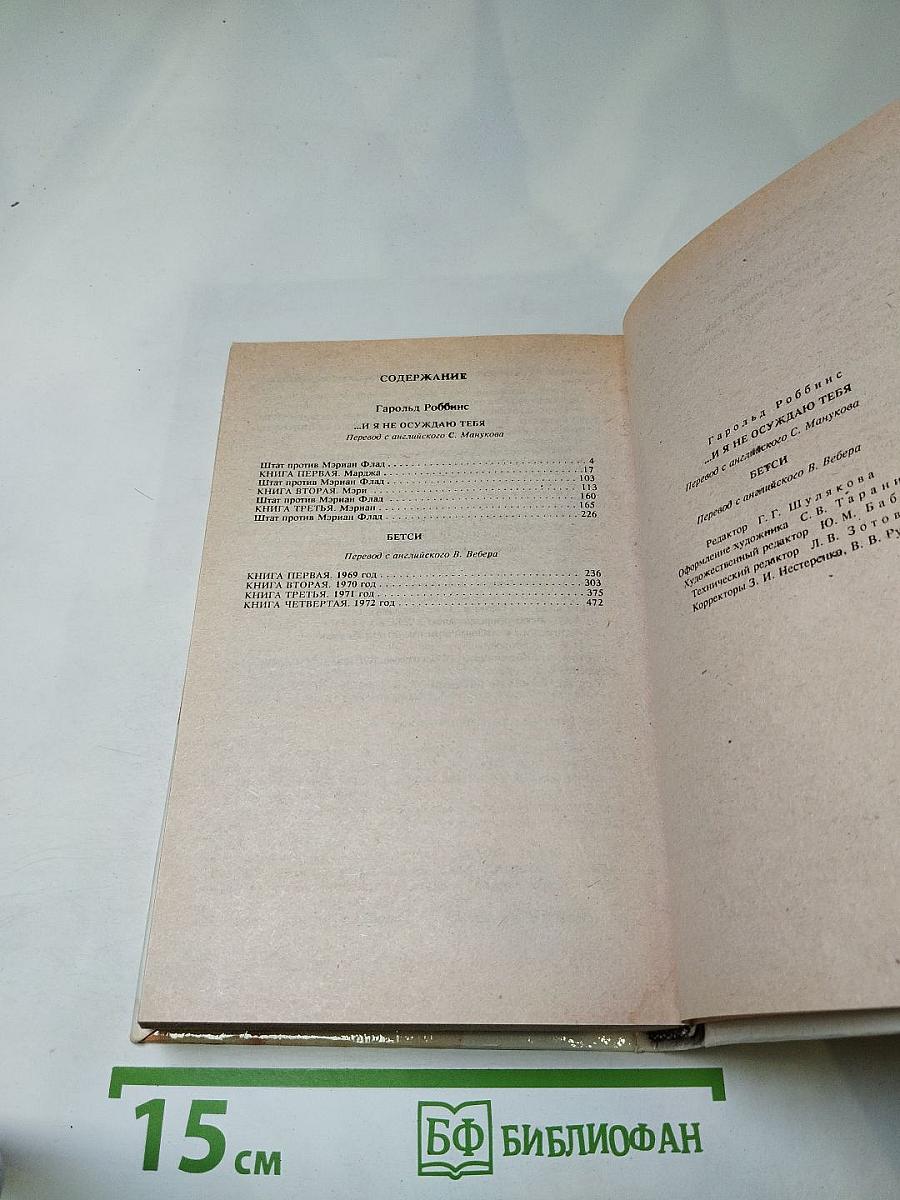 СОДЕРЖАНИЕ
Гарольд Роббинс
...И Я НЕ ОСУЖДАЮ ТЕБЯ
Перевод с английского С. Манукова
Штат против Мэриан Флад . . . 4
КНИГА ПЕРВАЯ. Марджа . . . 17
Штат против Мэриан Флад . . . 103
КНИГА ВТОРАЯ. Мэри . . . 113
Штат против Мэриан Флад . . . 160
КНИГА ТРЕТЬЯ. Мэриан . . . 165
Штат против Мэриан Флад . . . 226
БЕТСИ
Перевод с английского В. Вебера
КНИГА ПЕРВАЯ. 1969 год . . . 236
КНИГА ВТОРАЯ. 1970 год . . . 303
КНИГА ТРЕТЬЯ. 1971 год . . . 375
КНИГА ЧЕТВЕРТАЯ. 1972 год . . . 472
Гарольд Роббинс
...И Я НЕ ОСУЖДАЮ ТЕБЯ
Перевод с английского С. Манукова
БЕТСИ
Перевод с английского В. Вебера
Редактор Г. Г. Шулякова
Оформление художника С. В. Тарани
Художественный редактор Ю. М. Баб
Технический редактор Л. В. Зотов
Корректоры З. И. Нестеренко, В. В. Ру
15 см
БФ БИБЛИОФАН